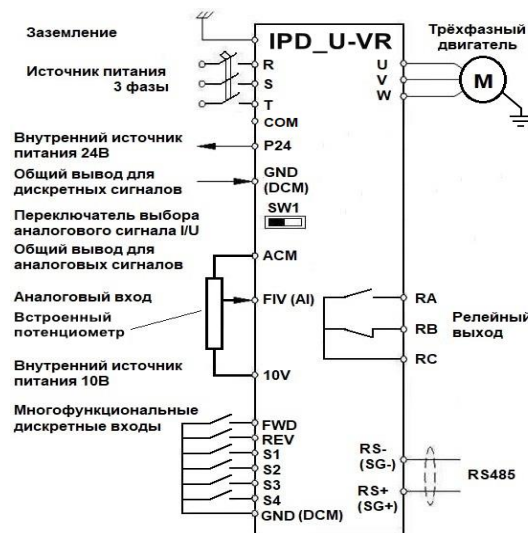 Заземление
IPD_U-VR
Трёхфазный
двигатель
Источник питания
3 фазы
R
S
T
COM
U
V
W
M
Внутренний источник
питания 24В
P24
Общий вывод для
дискретных сигналов
GND
(DCM)
Переключатель выбора
аналогового сигнала I/U
SW1
Общий вывод для
аналоговых сигналов
ACM
Аналоговый вход
FIV (AI)
Встроенный
потенциометр
Внутренний источник
питания 10В
10V
RA
RB
RC
Релейный
выход
Многофункциональные
дискретные входы
FWD
REV
S1
S2
S3
S4
GND (DCM)
RS-
(SG-)
RS+
(SG+)
RS485